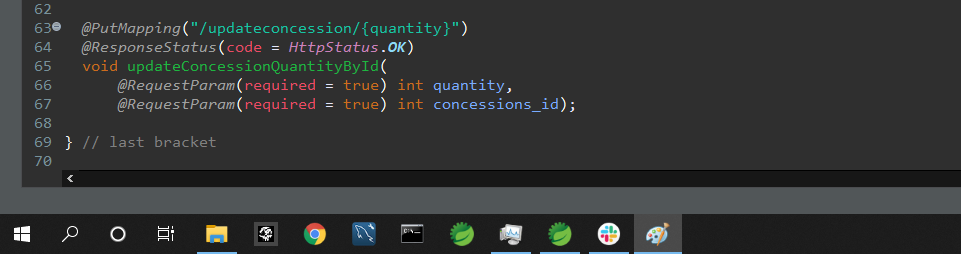 62
63 @PutMapping("/updateconcession/{quantity}")
64 @ResponseStatus(code = HttpStatus.OK)
65 void updateConcessionQuantityById(
66 @RequestParam(required = true) int quantity,
67 @RequestParam(required = true) int concessions_id);
68
69 } // last bracket
70